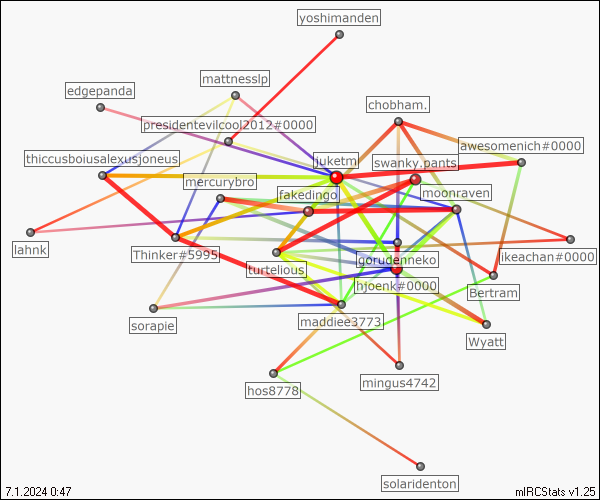 yoshimanden
mattnesslp
edgepanda
chobham.
presidentevilcool2012#0000
awesomenich#0000
thiccusboiusalexusjoneus
juketm
swanky.pants
mercurybro
moonraven
fakedingo
lahnk
Thinker#5995
gorudenneko
ikeachan#0000
turtelious
hjoenk#0000
Bertram
sorapie
maddiee3773
Wyatt
mingus4742
hos8778
solaridenton
7.1.2024 0:47
mIRCStats v1.25